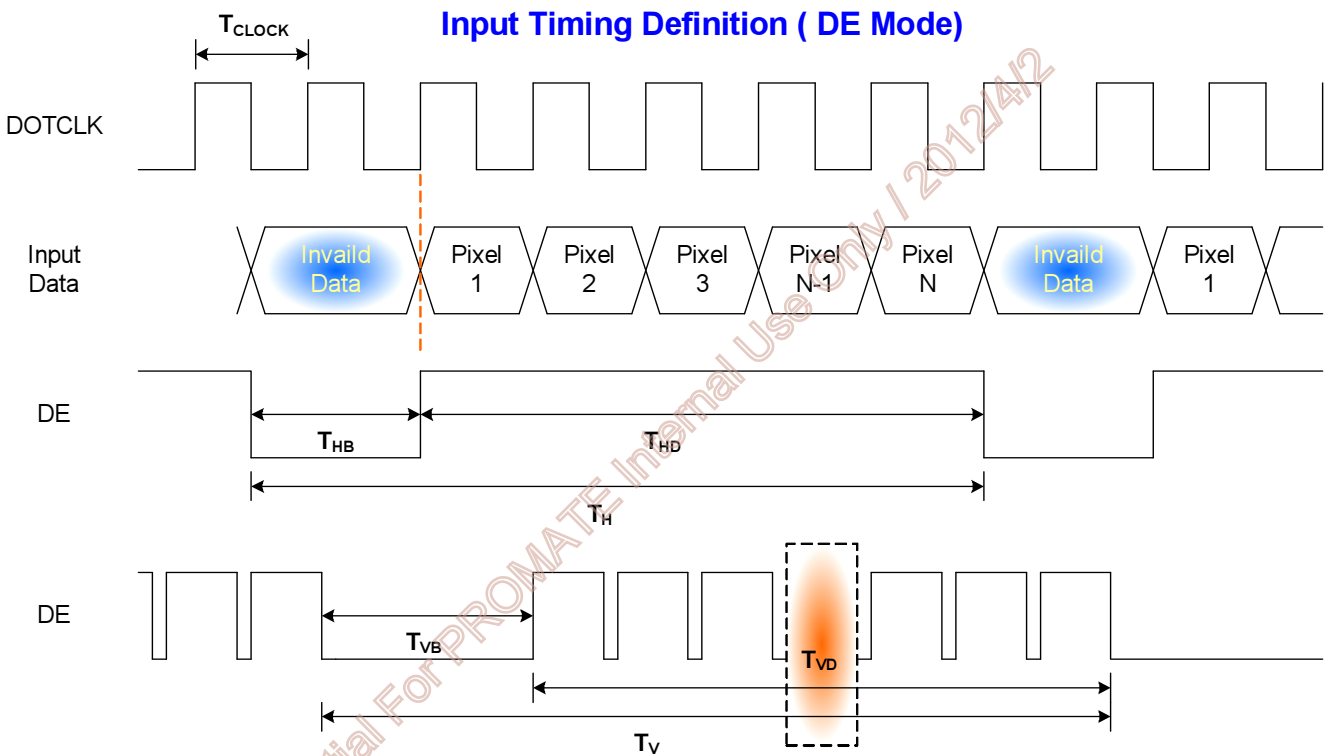 Input Timing Definition ( DE Mode)
TCLOCK
DOTCLK
Input
Data
Invaild
Data
Pixel
1
Pixel
2
Pixel
3
Pixel
N-1
Pixel
N
Invaild
Data
Pixel
1
DE
THB
THD
TH
DE
TVB
TVD
TV
For PROMATE Internal Use Only / 2012/4/2